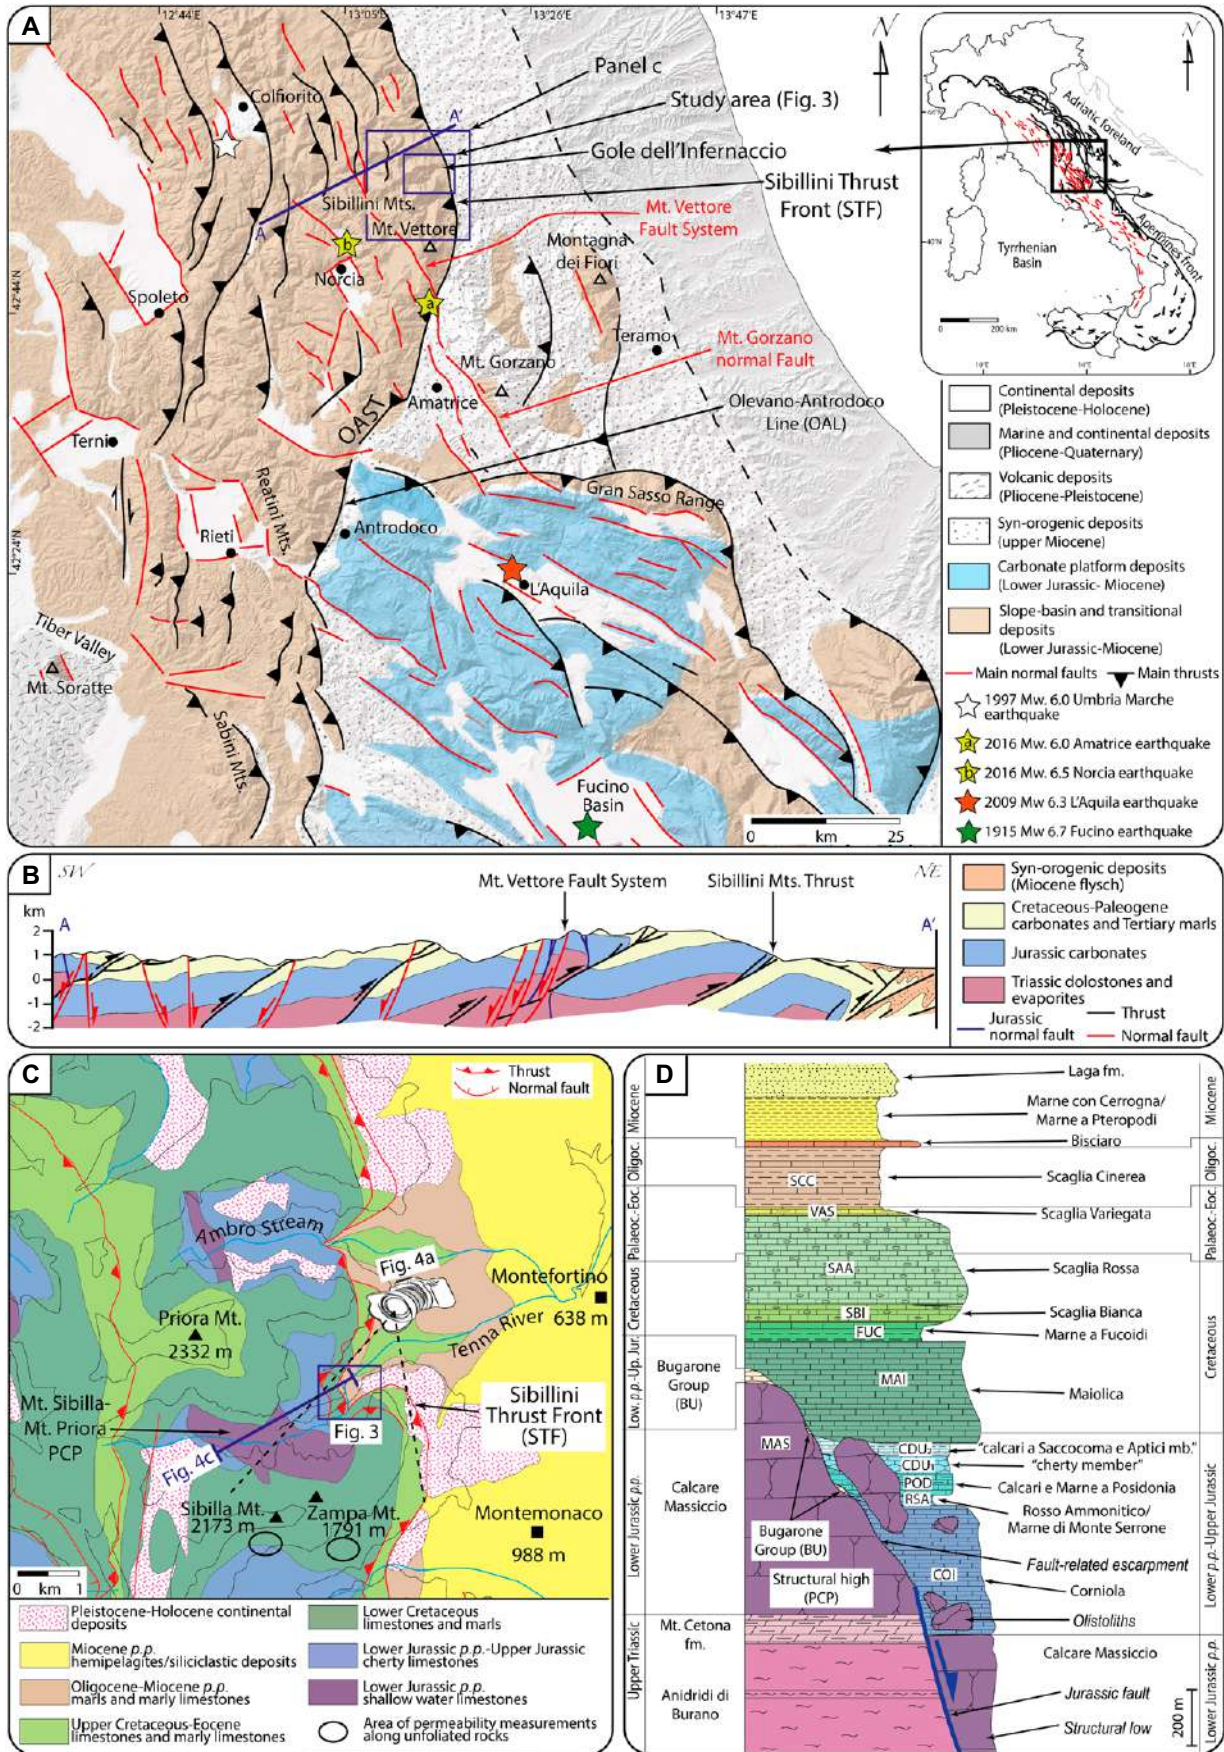 A
12°44'E
13°05'E
13°26'E
13°47'E
N
N
Panel c
Study area (Fig. 3)
Gole dell'Infernaccio
Sibillini Thrust
Front (STF)
Mt. Vettore
Fault System
Colfiorito
A'
A
Sibillini Mts.
Mt. Vettore
b
Norcia
a
Montagna
dei Fiori
Spoleto
42°44'N
Teramo
Mt. Gorzano
Mt. Gorzano
normal Fault
Amatrice
OAST
Olevano-Antrodoco
Line (OAL)
Terni
Reatini Mts.
Gran Sasso Range
Rieti
Antrodoco
42°24'N
L'Aquila
Tiber Valley
Mt. Soratte
Sabini Mts.
Fucino
Basin
0 km 25
Adriatic foreland
Apennines front
Tyrrhenian
Basin
40°N
0 200 km
Continental deposits
(Pleistocene-Holocene)
Marine and continental deposits
(Pliocene-Quaternary)
Volcanic deposits
(Pliocene-Pleistocene)
Syn-orogenic deposits
(upper Miocene)
Carbonate platform deposits
(Lower Jurassic- Miocene)
Slope-basin and transitional
deposits
(Lower Jurassic-Miocene)
Main normal faults
Main thrusts
1997 Mw. 6.0 Umbria Marche
earthquake
a 2016 Mw. 6.0 Amatrice earthquake
b 2016 Mw. 6.5 Norcia earthquake
2009 Mw 6.3 L'Aquila earthquake
1915 Mw 6.7 Fucino earthquake
B
SW
NE
Mt. Vettore Fault System
Sibillini Mts. Thrust
km
A
A'
2
1
0
-1
-2
Syn-orogenic deposits
(Miocene flysch)
Cretaceous-Paleogene
carbonates and Tertiary marls
Jurassic carbonates
Triassic dolostones and
evaporites
Jurassic
normal fault
Thrust
Normal fault
C
Thrust
Normal fault
Ambro Stream
Fig. 4a
Montefortino
638 m
Priora Mt.
2332 m
Tenna River
Mt. Sibilla-
Mt. Priora
PCP
Sibillini
Thrust Front
(STF)
Fig. 3
Fig. 4c
Sibilla Mt.
2173 m
Zampa Mt.
1791 m
Montemonaco
988 m
0 km 1
Pleistocene-Holocene continental
deposits
Miocene p.p.
hemipelagites/siliciclastic deposits
Oligocene-Miocene p.p.
marls and marly limestones
Upper Cretaceous-Eocene
limestones and marly limestones
Lower Cretaceous
limestones and marls
Lower Jurassic p.p.-Upper Jurassic
cherty limestones
Lower Jurassic p.p.
shallow water limestones
Area of permeability measurements
along unfoliated rocks
D
Miocene
Oligoc.
Palaeoc.-Eoc.
Cretaceous
Low. p.p.-Up. Jur.
Lower Jurassic p.p.
Upper Triassic
Bugarone
Group
(BU)
Calcare
Massiccio
Mt. Cetona
fm.
Anidridi di
Burano
SCC
VAS
SAA
SBI
FUC
MAI
MAS
CDU₂
CDU₁
POD
RSA
COI
Bugarone
Group (BU)
Structural high
(PCP)
Laga fm.
Marne con Cerrogna/
Marne a Pteropodi
Bisciaro
Scaglia Cinerea
Scaglia Variegata
Scaglia Rossa
Scaglia Bianca
Marne a Fucoidi
Maiolica
"calcari a Saccocoma e Aptici mb."
"cherty member"
Calcari e Marne a Posidonia
Rosso Ammonitico/
Marne di Monte Serrone
Fault-related escarpment
Corniola
Olistoliths
Calcare Massiccio
Jurassic fault
Structural low
200 m
Miocene
Oligoc.
Palaeoc.-Eoc.
Cretaceous
Lower p.p.-Upper Jurassic
Lower Jurassic p.p.